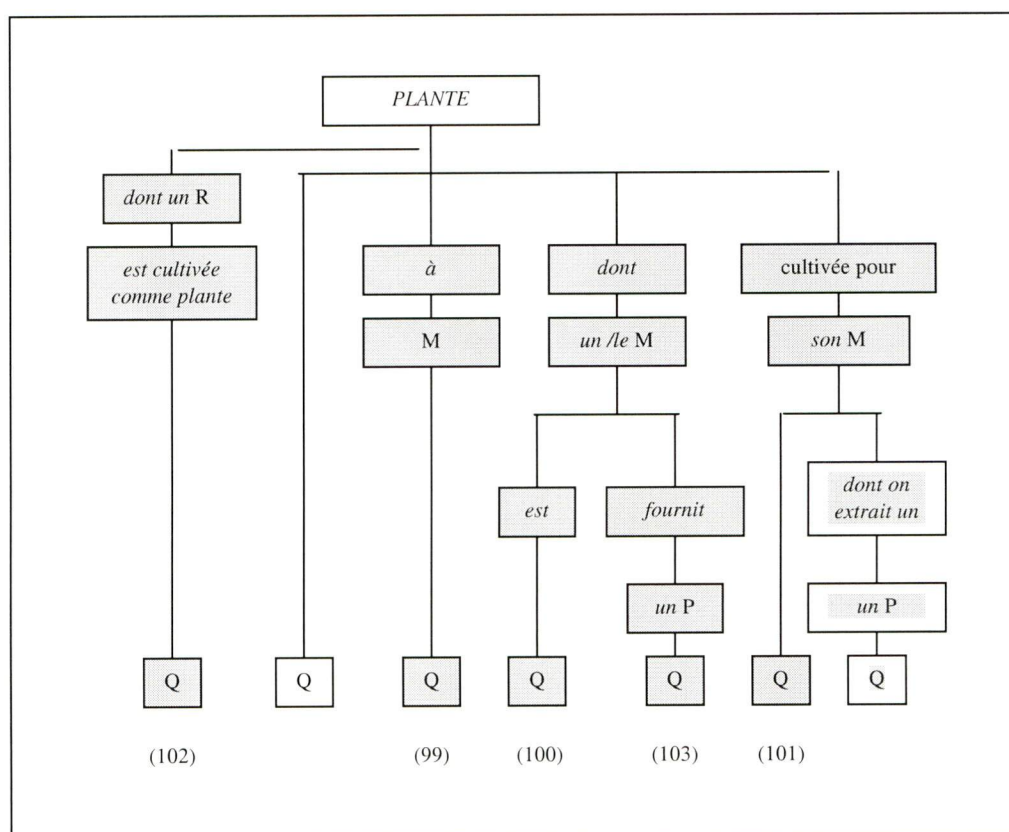 PLANTE
dont un R
est cultivée
comme plante
à
dont
cultivée pour
M
un /le M
son M
est
fournit
dont on
extrait un
un P
un P
Q
Q
Q
Q
Q
Q
Q
(102)
(99)
(100)
(103)
(101)